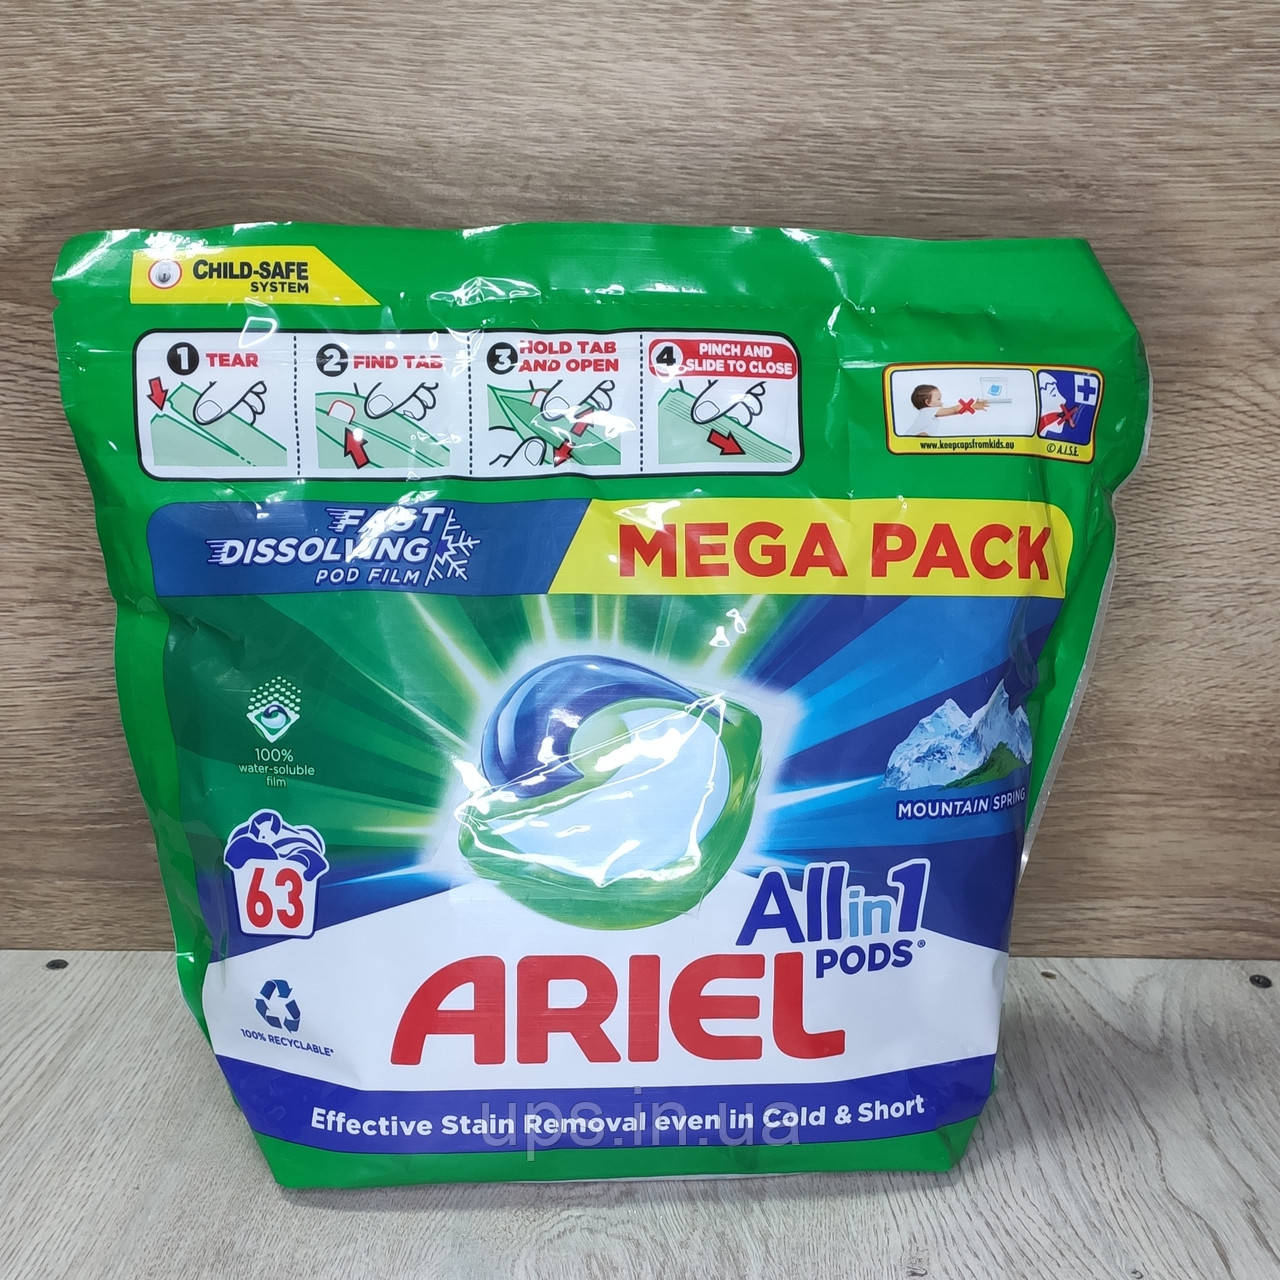 CHILD-SAFE
SYSTEM
1 TEAR
2 FIND TAB
3 HOLD TAB
AND OPEN
4 PINCH AND
SLIDE TO CLOSE
www.keepcapsfromkids.eu
© A.I.S.E.
FAST
DISSOLVING
POD FILM
MEGA PACK
100%
water-soluble
film
MOUNTAIN SPRING
63
All in 1
PODS®
ARIEL
100% RECYCLABLE*
Effective Stain Removal even in Cold & Short
ups.in.ua